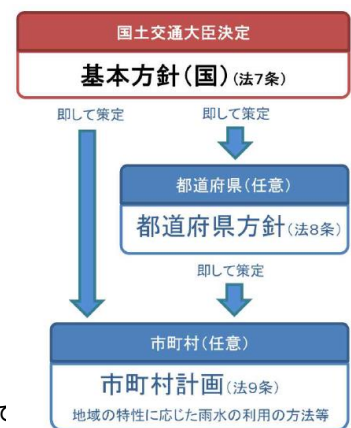 国土交通大臣決定
基本方針(国)(法7条)
即して策定
即して策定
都道府県(任意)
都道府県方針(法8条)
即して策定
市町村(任意)
市町村計画(法9条)
地域の特性に応じた雨水の利用の方法等